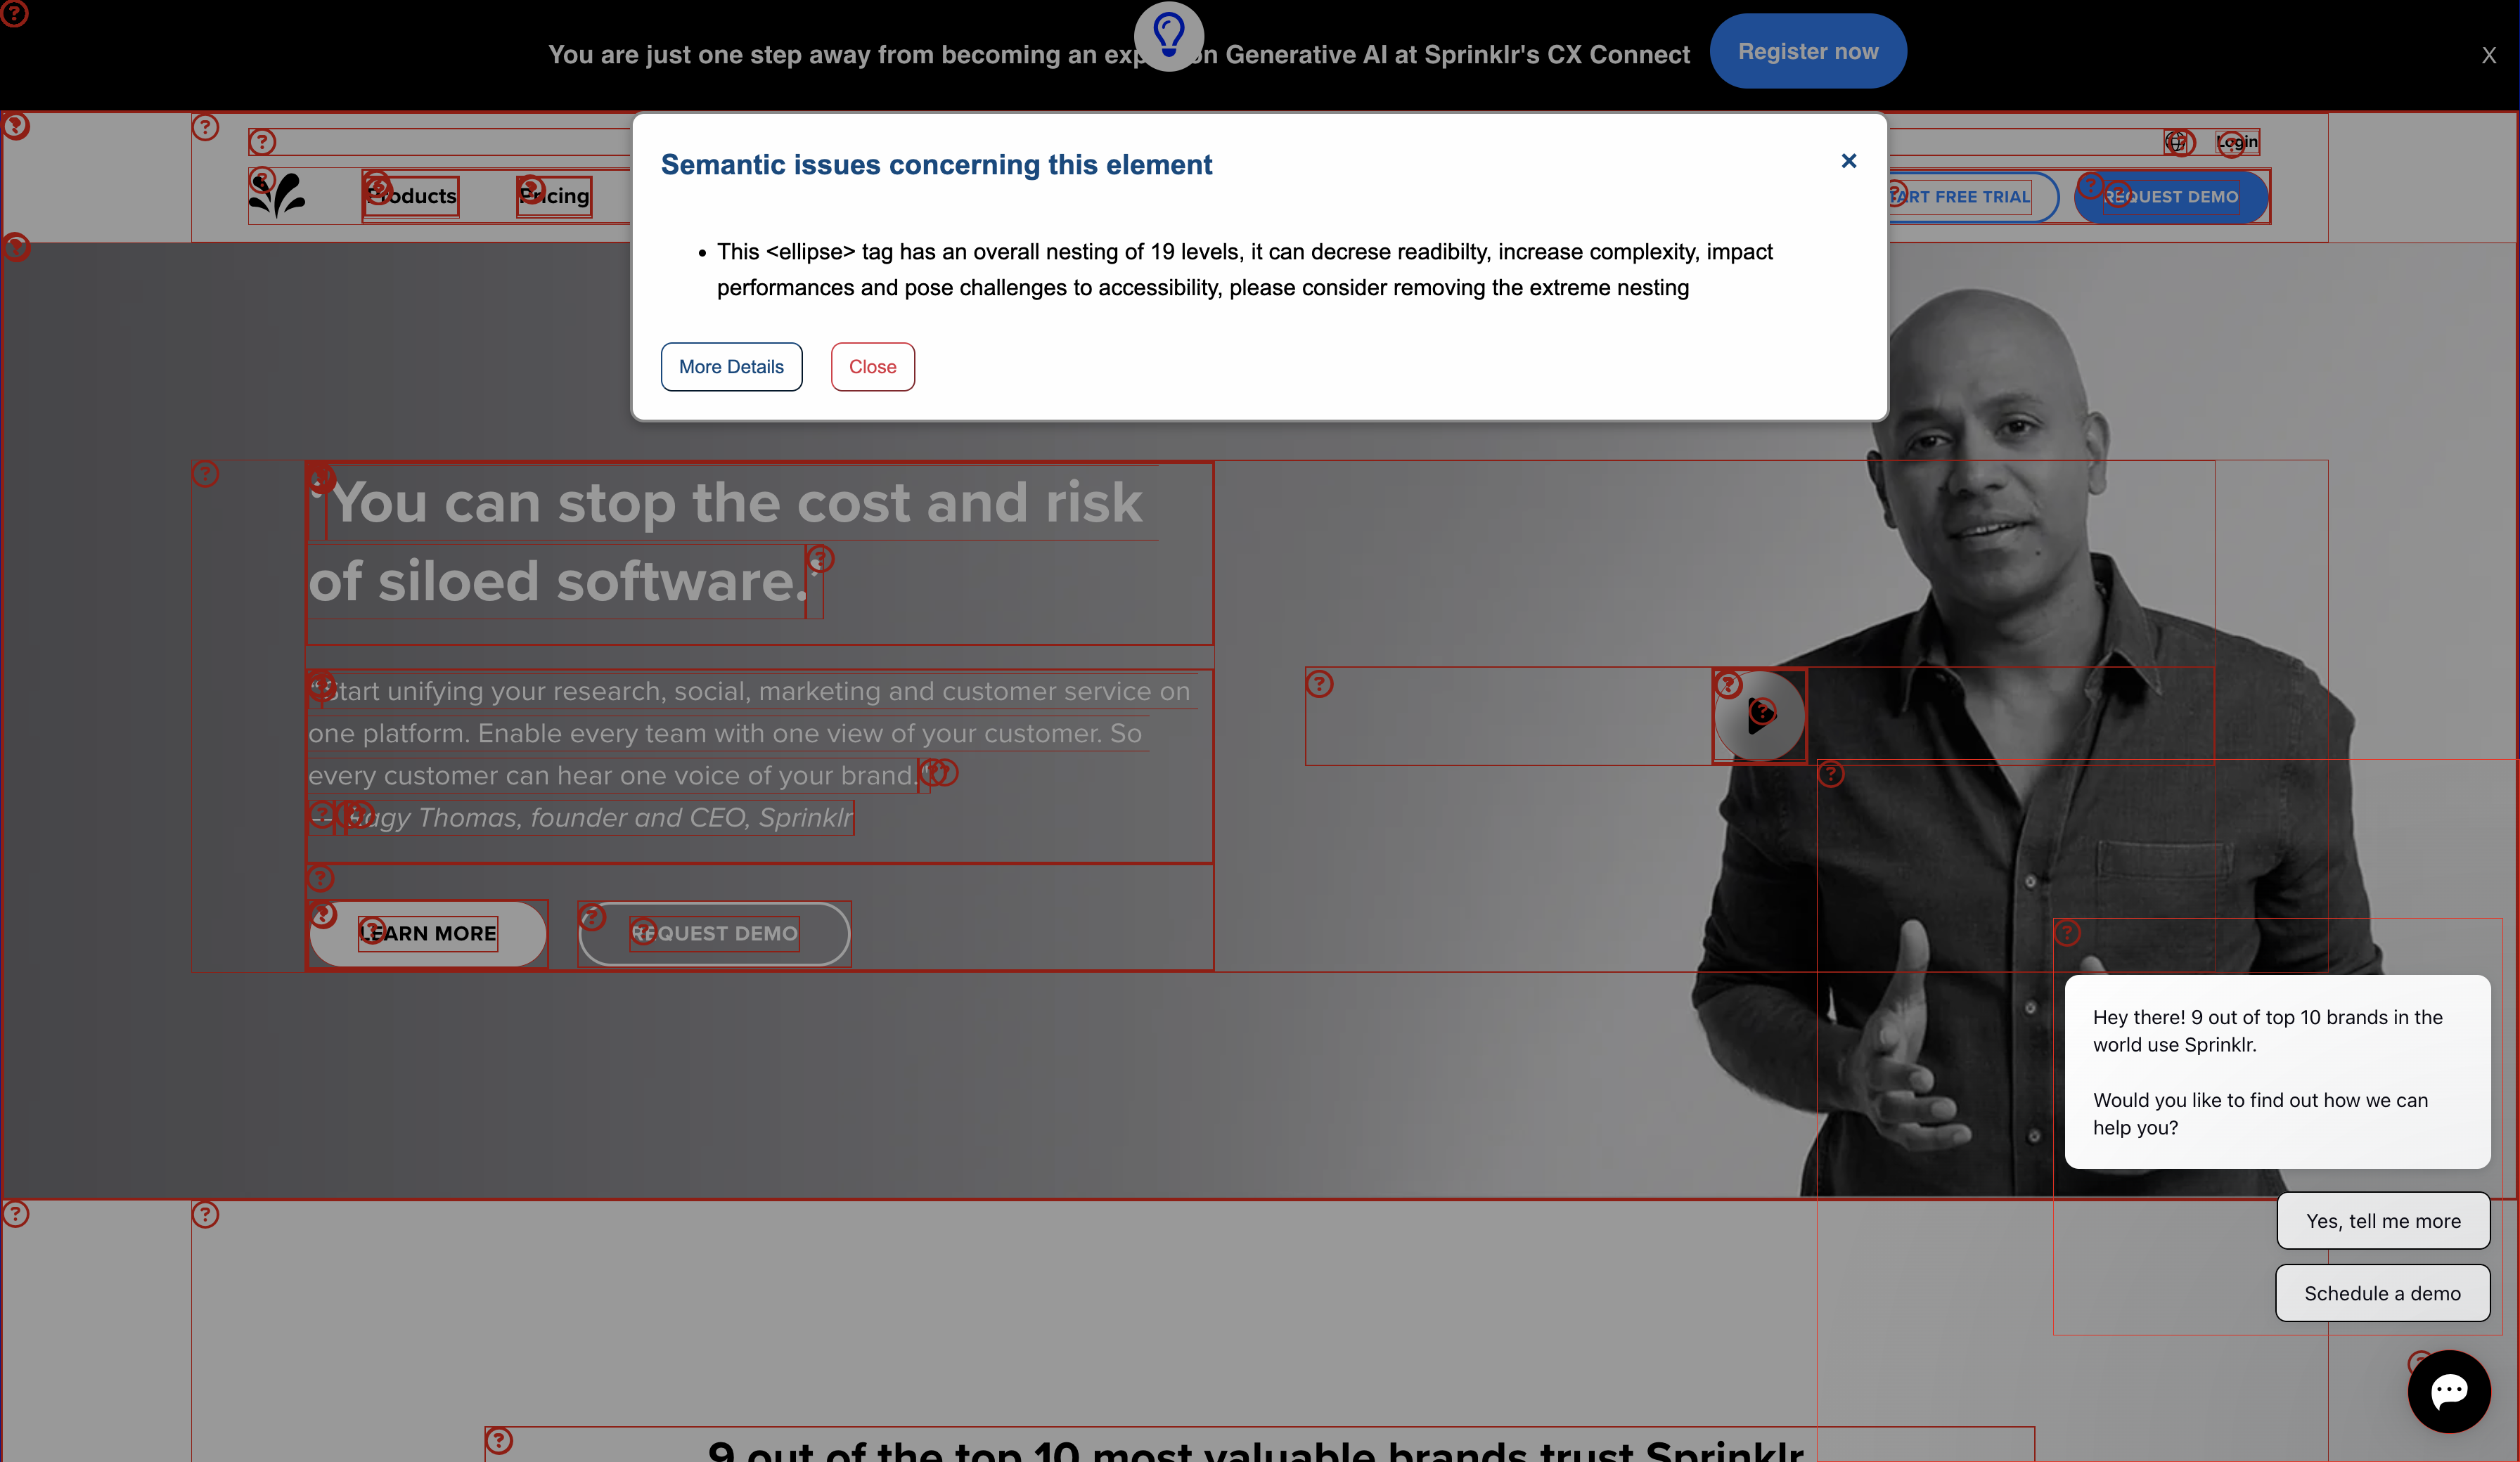 You are just one step away from becoming an exp on Generative AI at Sprinklr's CX Connect
Register now
X
Login
Products
Pricing
TART FREE TRIAL
REQUEST DEMO
Semantic issues concerning this element
×
• This <ellipse> tag has an overall nesting of 19 levels, it can decrese readibilty, increase complexity, impact
performances and pose challenges to accessibility, please consider removing the extreme nesting
More Details
Close
“You can stop the cost and risk
of siloed software.”
“Start unifying your research, social, marketing and customer service on
one platform. Enable every team with one view of your customer. So
every customer can hear one voice of your brand.”
Ragy Thomas, founder and CEO, Sprinklr
LEARN MORE
REQUEST DEMO
Hey there! 9 out of top 10 brands in the
world use Sprinklr.
Would you like to find out how we can
help you?
Yes, tell me more
Schedule a demo
9 out of the top 10 most valuable brands trust Sprinklr